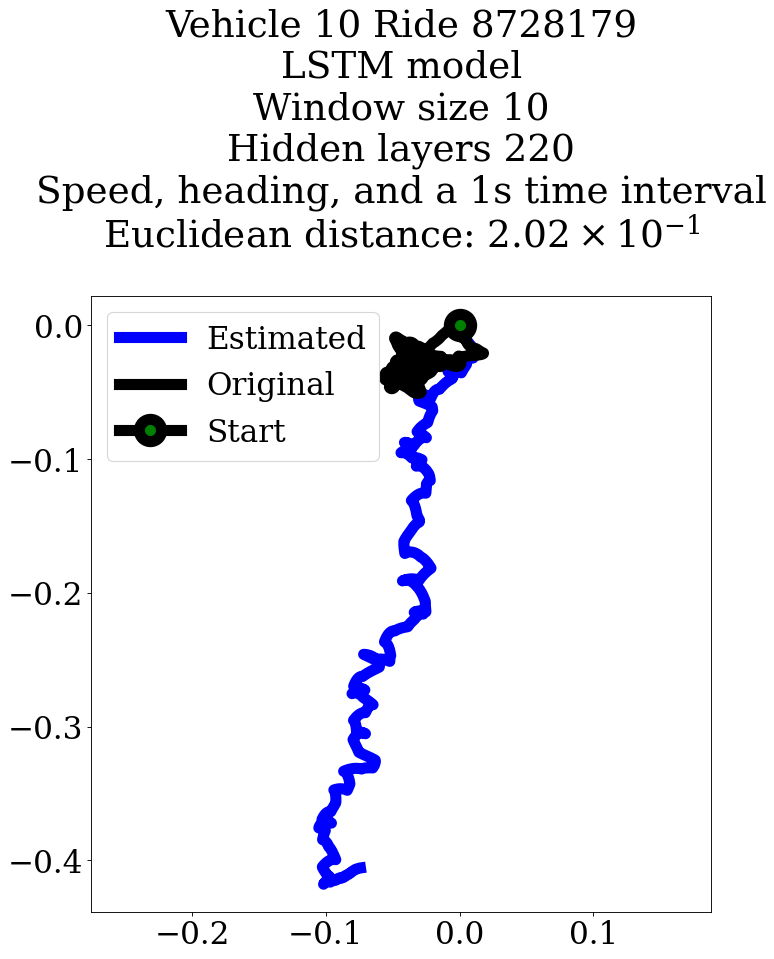 Vehicle 10 Ride 8728179
LSTM model
Window size 10
Hidden layers 220
Speed, heading, and a 1s time interval
Euclidean distance: 2.02 × 10⁻¹
Estimated
Original
Start
0.0
−0.1
−0.2
−0.3
−0.4
−0.2 −0.1 0.0 0.1